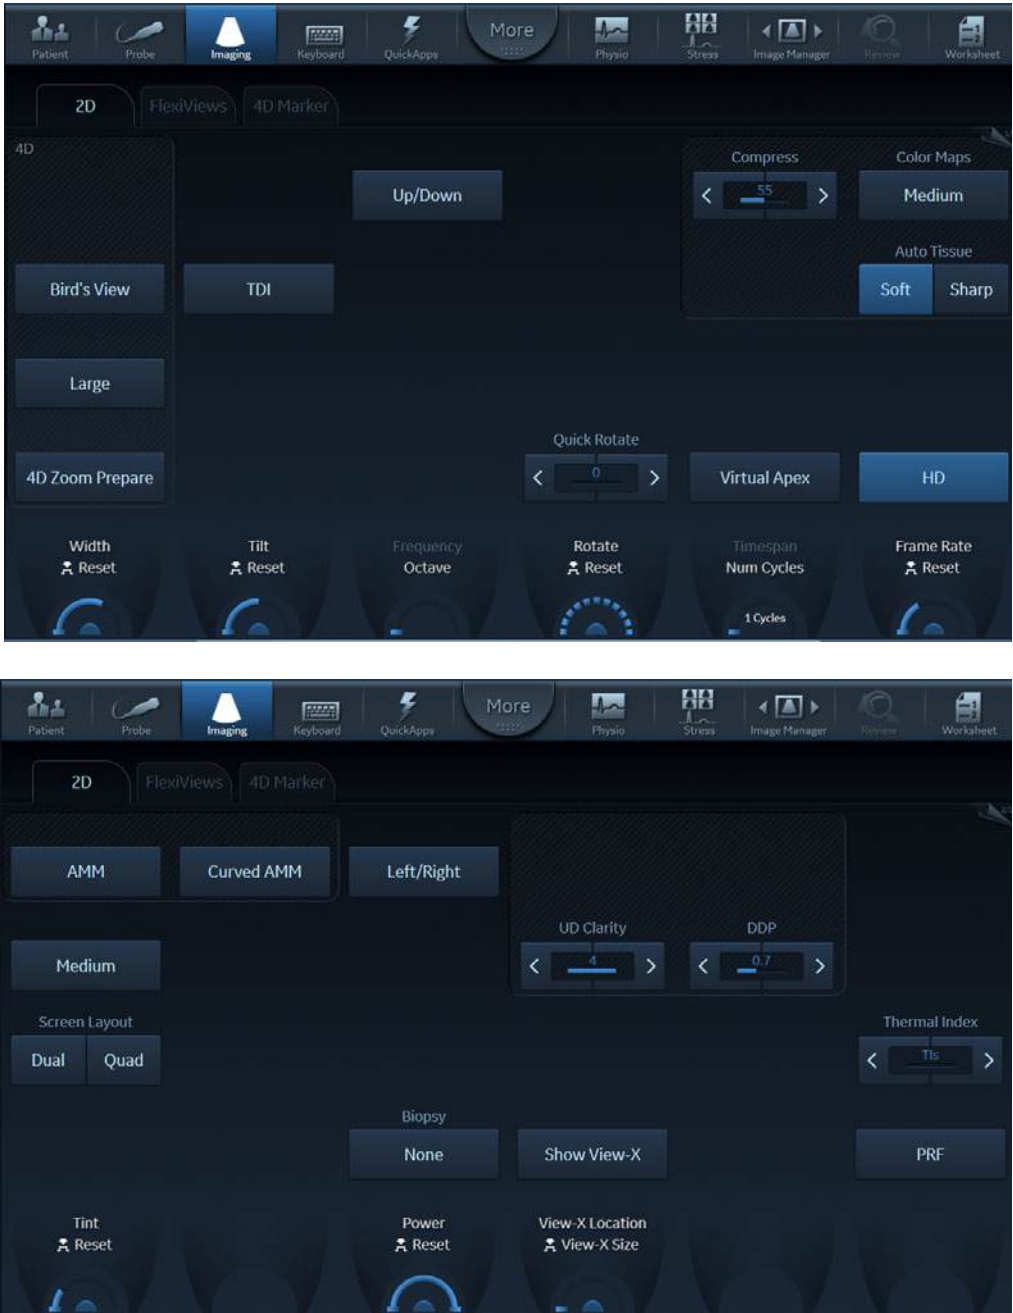 More
Patient Probe Imaging Keyboard QuickApps Physio Stress Image Manager Review Worksheet
2D FlexiViews 4D Marker
4D
Compress Color Maps
Up/Down 55 Medium
Auto Tissue
Bird's View TDI Soft Sharp
Large
Quick Rotate
4D Zoom Prepare 0 Virtual Apex HD
Width Tilt Frequency Rotate Timespan Frame Rate
Reset Reset Octave Reset Num Cycles Reset
1 Cycles
More
Patient Probe Imaging Keyboard QuickApps Physio Stress Image Manager Review Worksheet
2D FlexiViews 4D Marker
AMM Curved AMM Left/Right
UD Clarity DDP
Medium 4 0.7
Screen Layout Thermal Index
Dual Quad TIs
Biopsy
None Show View-X PRF
Tint Power View-X Location
Reset Reset View-X Size